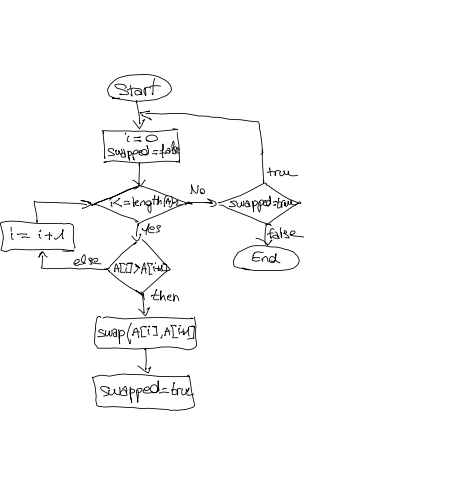 Start
i = 0
swapped=false
i<=length(A)
No
swapped=true
true
false
End
yes
i = i+1
else
A[i]>A[i+1]
then
swap(A[i],A[i+1]
swapped=true